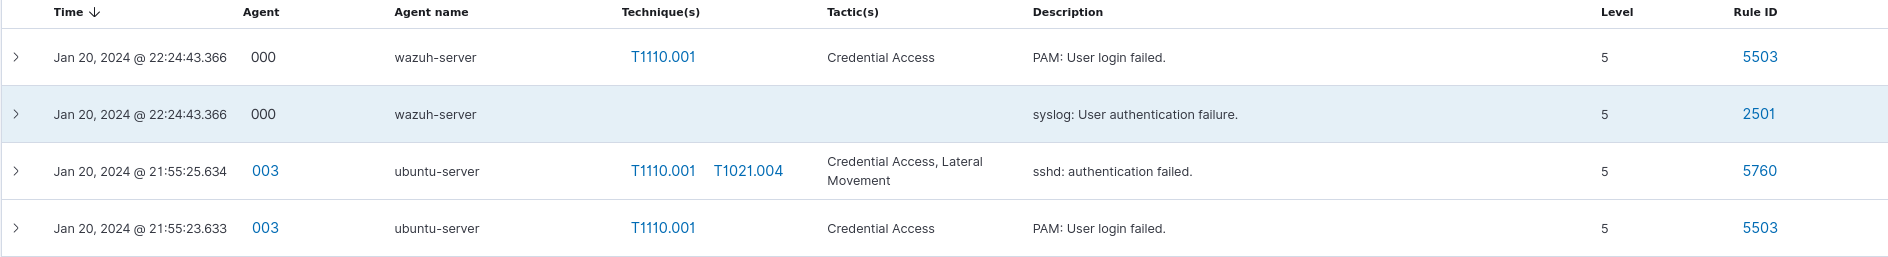 Time Agent Agent name Technique(s) Tactic(s) Description Level Rule ID
Jan 20, 2024 @ 22:24:43.366 000 wazuh-server T1110.001 Credential Access PAM: User login failed. 5 5503
Jan 20, 2024 @ 22:24:43.366 000 wazuh-server syslog: User authentication failure. 5 2501
Jan 20, 2024 @ 21:55:25.634 003 ubuntu-server T1110.001 T1021.004 Credential Access, Lateral Movement sshd: authentication failed. 5 5760
Jan 20, 2024 @ 21:55:23.633 003 ubuntu-server T1110.001 Credential Access PAM: User login failed. 5 5503